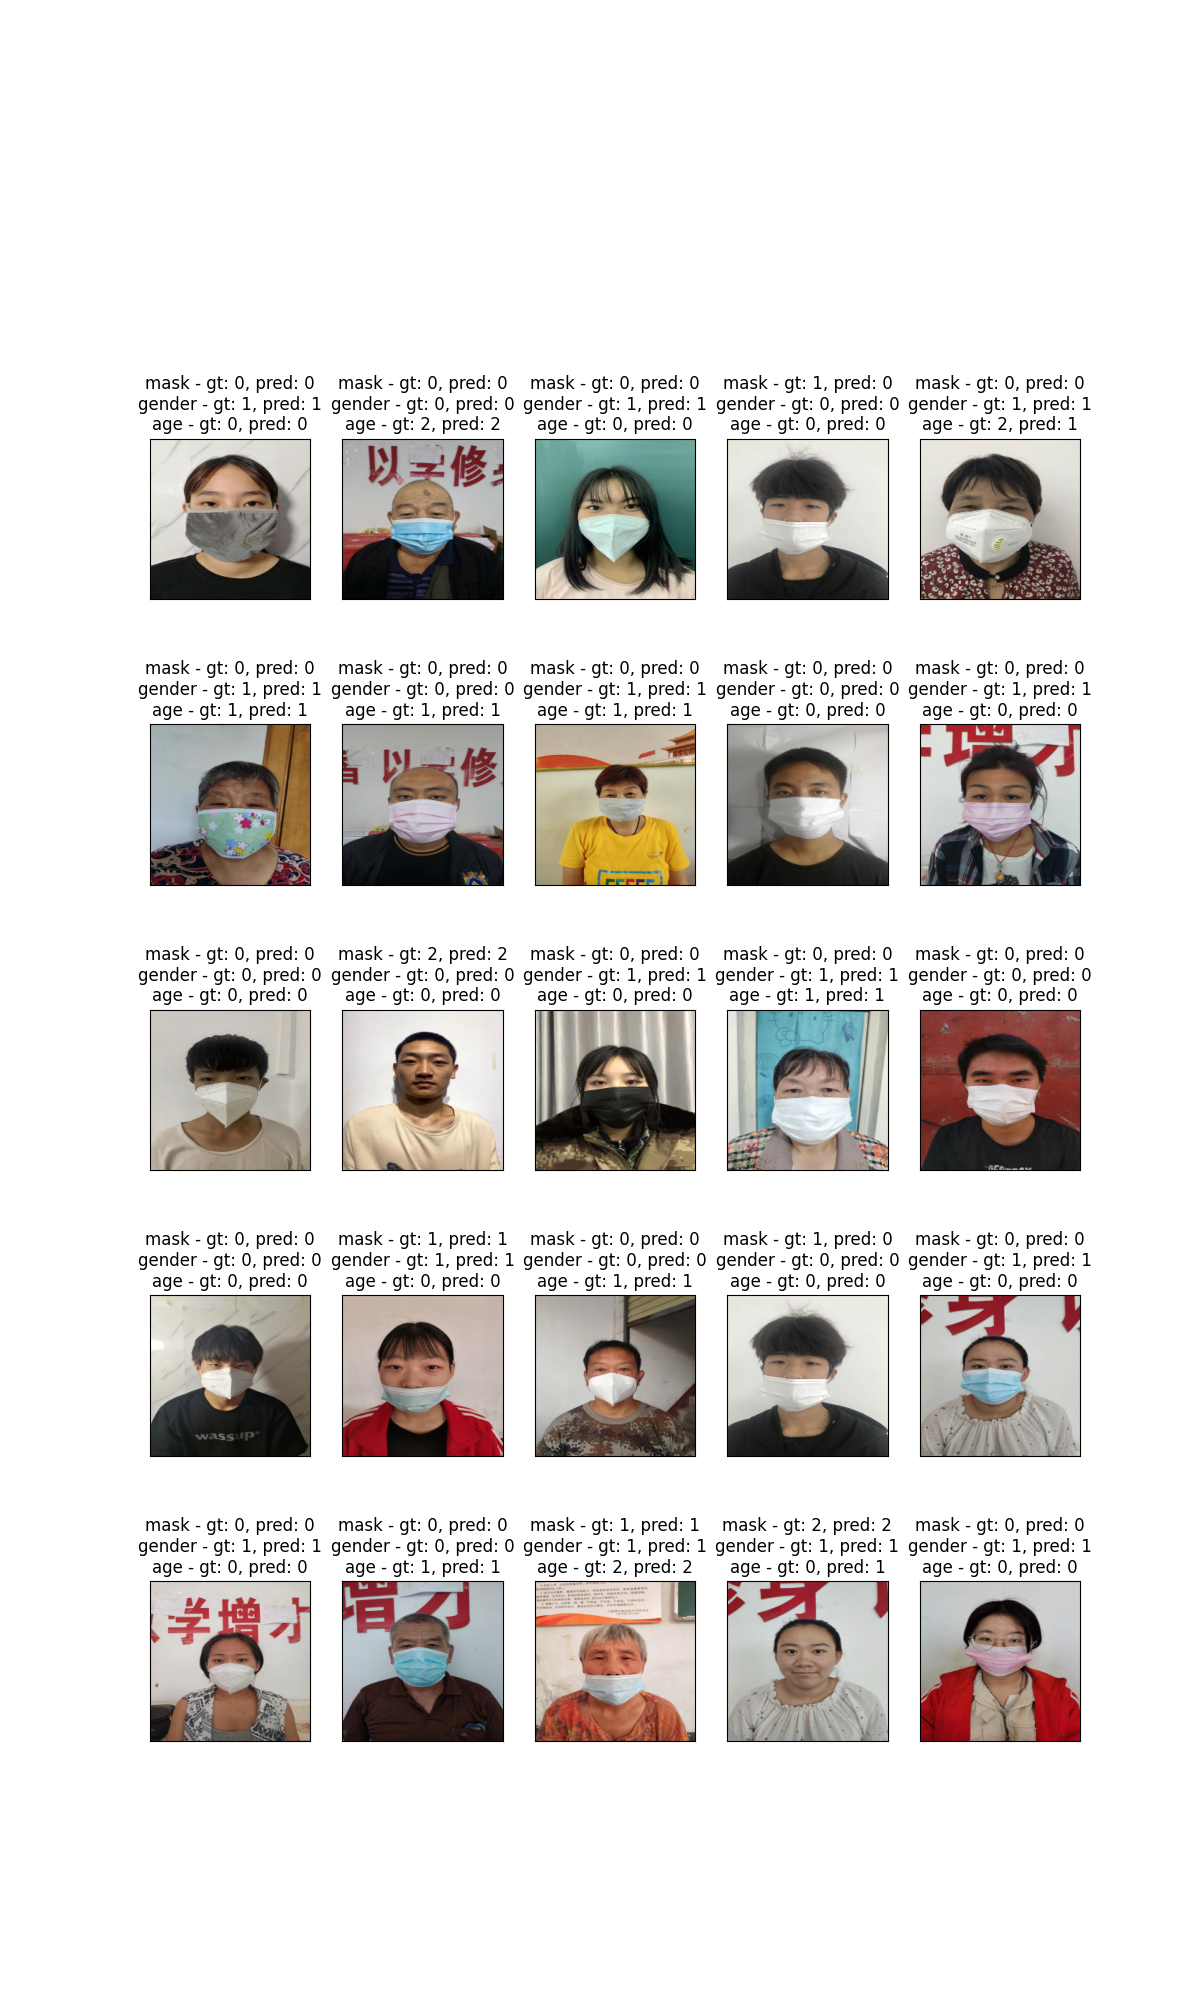 mask - gt: 0, pred: 0
gender - gt: 1, pred: 1
age - gt: 0, pred: 0
mask - gt: 0, pred: 0
gender - gt: 0, pred: 0
age - gt: 2, pred: 2
mask - gt: 0, pred: 0
gender - gt: 1, pred: 1
age - gt: 0, pred: 0
mask - gt: 1, pred: 0
gender - gt: 0, pred: 0
age - gt: 0, pred: 0
mask - gt: 0, pred: 0
gender - gt: 1, pred: 1
age - gt: 2, pred: 1
以学修
mask - gt: 0, pred: 0
gender - gt: 1, pred: 1
age - gt: 1, pred: 1
mask - gt: 0, pred: 0
gender - gt: 0, pred: 0
age - gt: 1, pred: 1
mask - gt: 0, pred: 0
gender - gt: 1, pred: 1
age - gt: 1, pred: 1
mask - gt: 0, pred: 0
gender - gt: 0, pred: 0
age - gt: 0, pred: 0
mask - gt: 0, pred: 0
gender - gt: 1, pred: 1
age - gt: 0, pred: 0
以学修
增才
mask - gt: 0, pred: 0
gender - gt: 0, pred: 0
age - gt: 0, pred: 0
mask - gt: 2, pred: 2
gender - gt: 0, pred: 0
age - gt: 0, pred: 0
mask - gt: 0, pred: 0
gender - gt: 1, pred: 1
age - gt: 0, pred: 0
mask - gt: 0, pred: 0
gender - gt: 1, pred: 1
age - gt: 1, pred: 1
mask - gt: 0, pred: 0
gender - gt: 0, pred: 0
age - gt: 0, pred: 0
mask - gt: 0, pred: 0
gender - gt: 0, pred: 0
age - gt: 0, pred: 0
mask - gt: 1, pred: 1
gender - gt: 1, pred: 1
age - gt: 0, pred: 0
mask - gt: 0, pred: 0
gender - gt: 0, pred: 0
age - gt: 1, pred: 1
mask - gt: 1, pred: 0
gender - gt: 0, pred: 0
age - gt: 0, pred: 0
mask - gt: 0, pred: 0
gender - gt: 1, pred: 1
age - gt: 0, pred: 0
wassup
修身
mask - gt: 0, pred: 0
gender - gt: 1, pred: 1
age - gt: 0, pred: 0
mask - gt: 0, pred: 0
gender - gt: 0, pred: 0
age - gt: 1, pred: 1
mask - gt: 1, pred: 1
gender - gt: 1, pred: 1
age - gt: 2, pred: 2
mask - gt: 2, pred: 2
gender - gt: 1, pred: 1
age - gt: 0, pred: 1
mask - gt: 0, pred: 0
gender - gt: 1, pred: 1
age - gt: 0, pred: 0
学增才
增才
修身